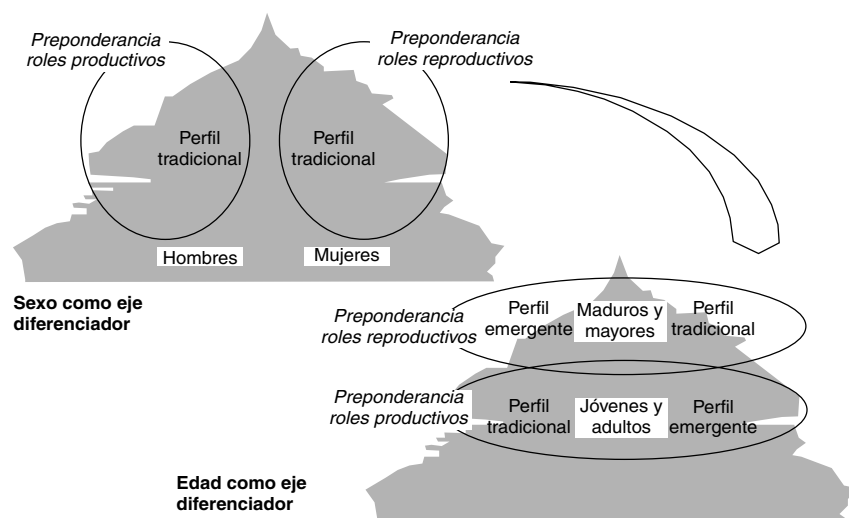 Preponderancia
roles productivos
Preponderancia
roles reproductivos
Perfil
tradicional
Perfil
tradicional
Hombres
Mujeres
Sexo como eje
diferenciador
Preponderancia
roles reproductivos
Perfil
emergente
Maduros y
mayores
Perfil
tradicional
Preponderancia
roles productivos
Perfil
tradicional
Jóvenes y
adultos
Perfil
emergente
Edad como eje
diferenciador